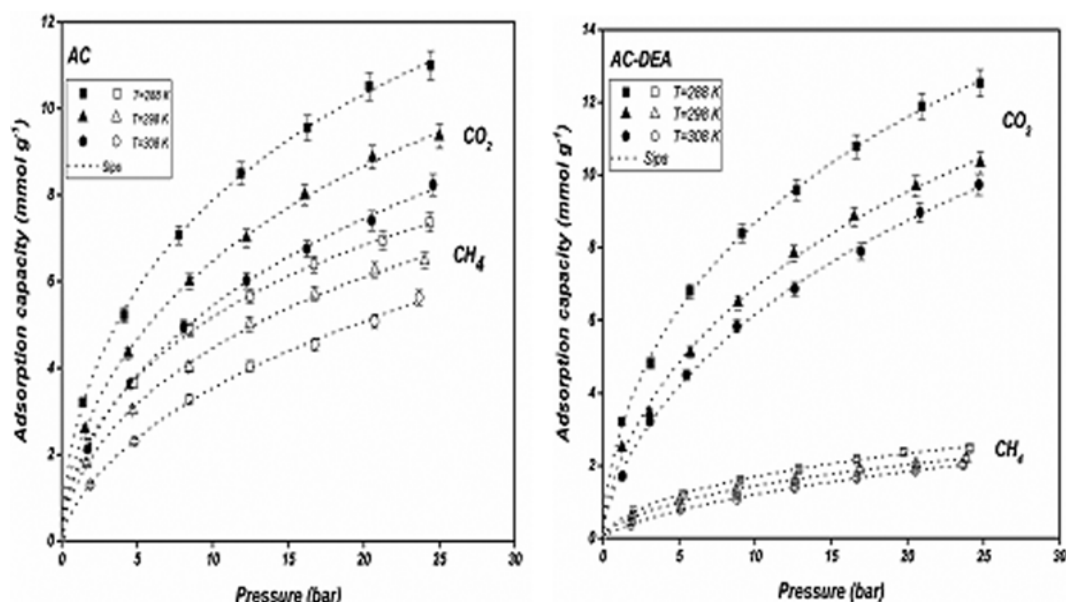 AC
T=288 K
T=298 K
T=308 K
Sips
CO2
CH4
12
10
8
6
4
2
0
0 5 10 15 20 25 30
Adsorption capacity (mmol g-1)
Pressure (bar)
AC-DEA
T=288 K
T=298 K
T=308 K
Sips
CO2
CH4
14
12
10
8
6
4
2
0
0 5 10 15 20 25 30
Adsorption capacity (mmol g-1)
Pressure (bar)